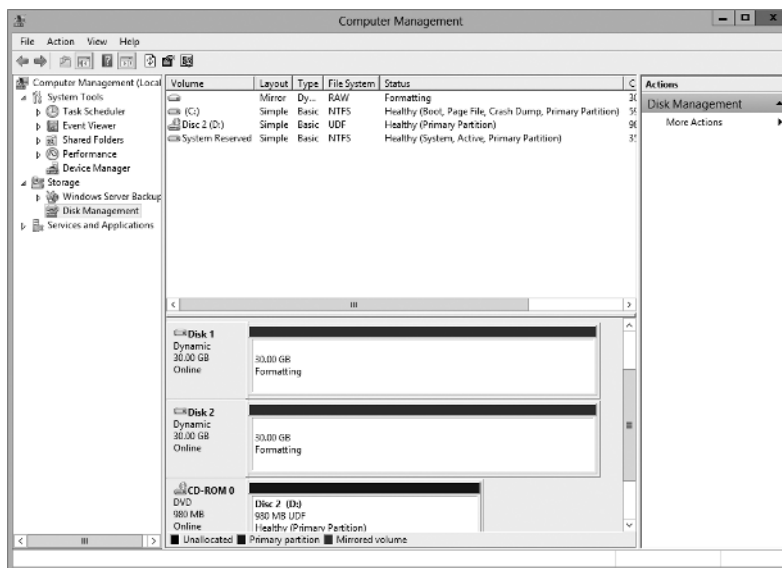 Computer Management
File Action View Help
Computer Management (Local
System Tools
Task Scheduler
Event Viewer
Shared Folders
Performance
Device Manager
Storage
Windows Server Backup
Disk Management
Services and Applications
Volume Layout Type File System Status C
Mirror Dy... RAW Formatting
(C:) Simple Basic NTFS Healthy (Boot, Page File, Crash Dump, Primary Partition)
Disc 2 (D:) Simple Basic UDF Healthy (Primary Partition)
System Reserved Simple Basic NTFS Healthy (System, Active, Primary Partition)
Actions
Disk Management
More Actions
Disk 1
Dynamic
30.00 GB
Online
30.00 GB
Formatting
Disk 2
Dynamic
30.00 GB
Online
30.00 GB
Formatting
CD-ROM 0
DVD
980 MB
Online
Disc 2 (D:)
980 MB UDF
Healthy (Primary Partition)
Unallocated Primary partition Mirrored volume